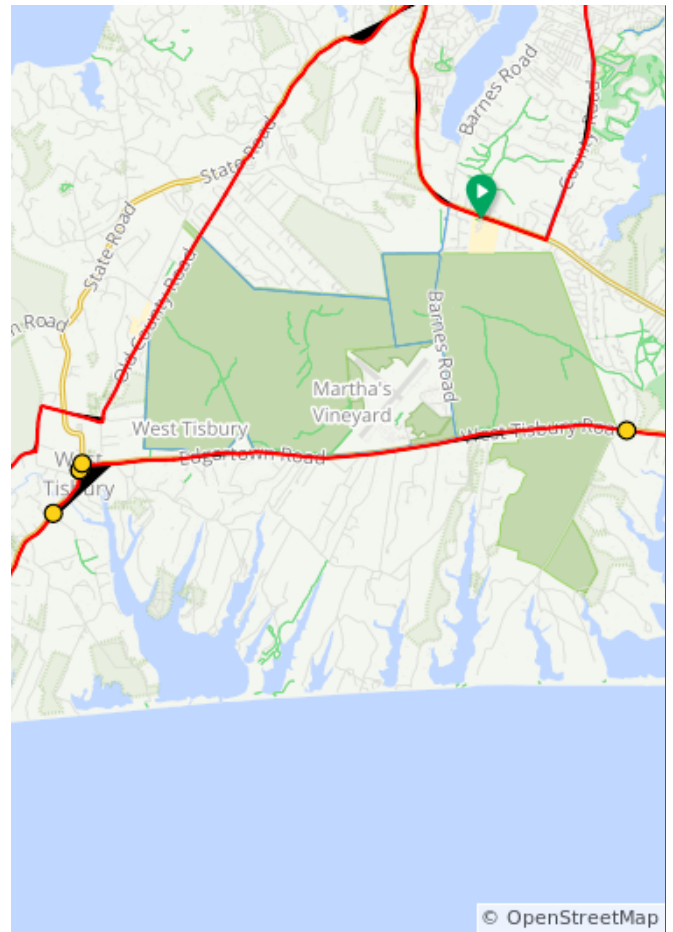 Barnes Road
County Road
State Road
State Road
Old County Road
m Road
Barnes Road
Martha's
Vineyard
West Tisbury
West Tisbury Road
Edgartown Road
West
Tisbury
© OpenStreetMap